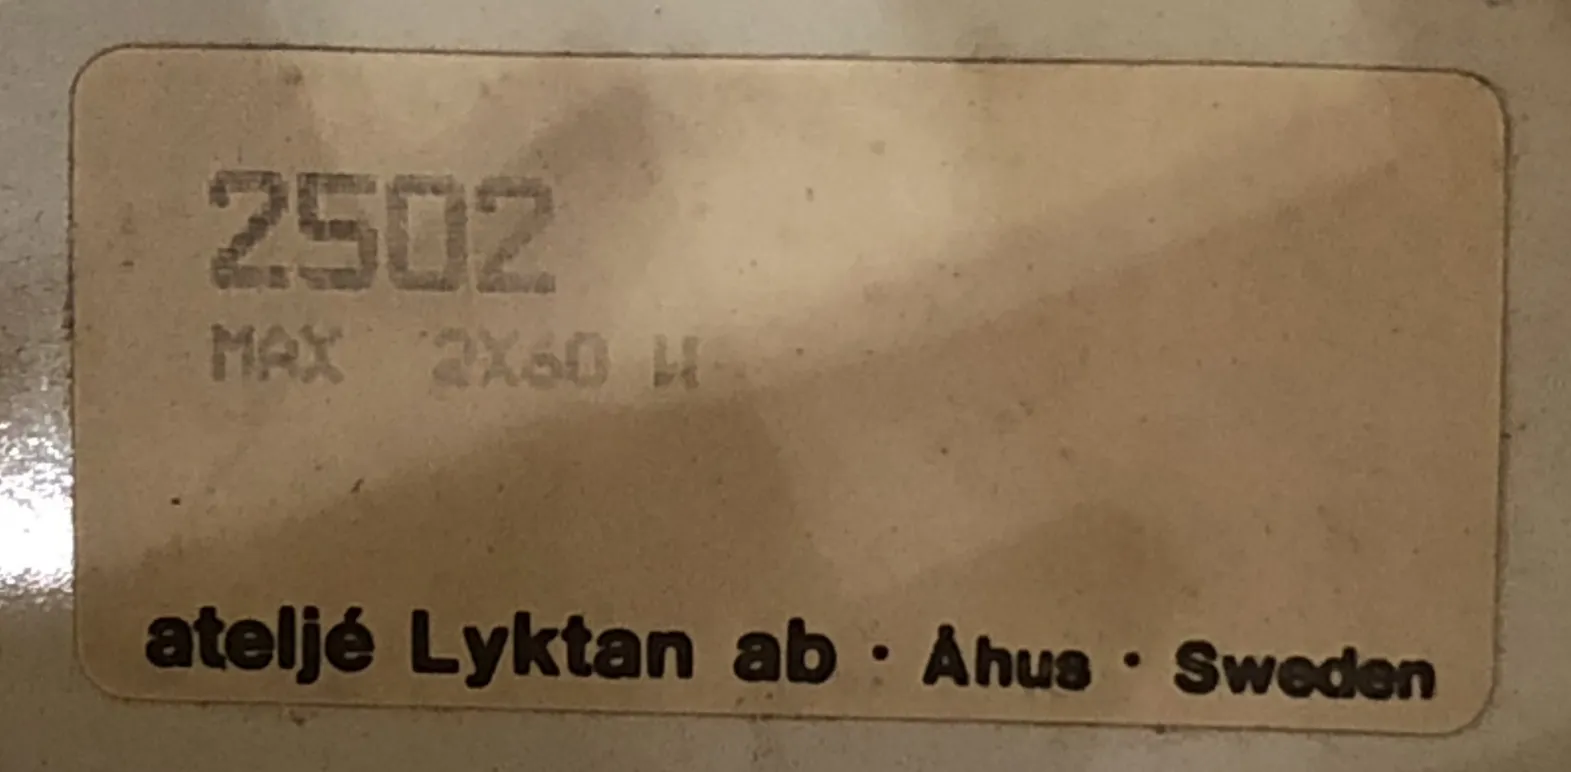 2502
MAX 2X60 W
ateljé Lyktan ab · Åhus · Sweden